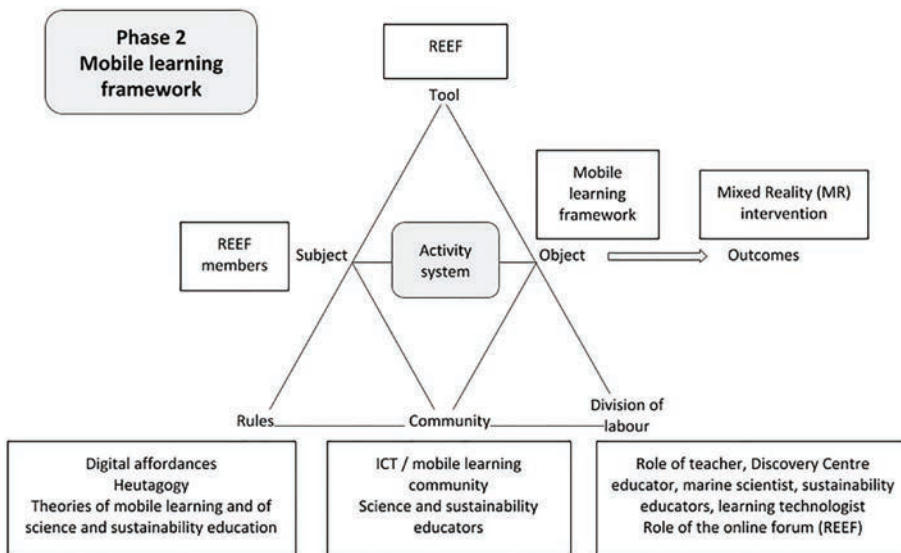 Phase 2
Mobile learning
framework
REEF
Tool
Mobile
learning
framework
Mixed Reality (MR)
intervention
REEF
members
Subject
Activity
system
Object
Outcomes
Rules
Community
Division of
labour
Digital affordances
Heutagogy
Theories of mobile learning and of
science and sustainability education
ICT / mobile learning
community
Science and sustainability
educators
Role of teacher, Discovery Centre
educator, marine scientist, sustainability
educators, learning technologist
Role of the online forum (REEF)